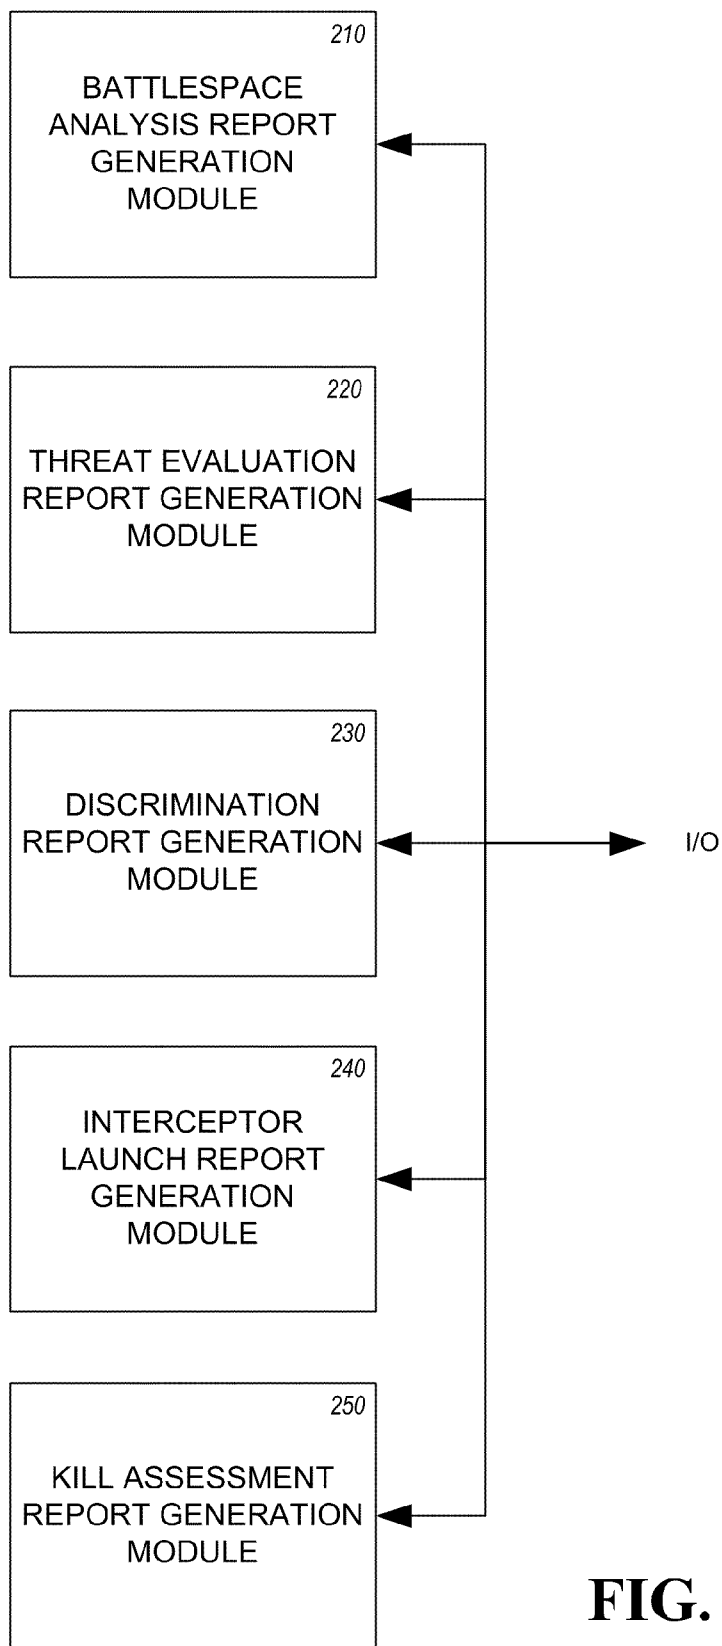 210
BATTLESPACE
ANALYSIS REPORT
GENERATION
MODULE
220
THREAT EVALUATION
REPORT GENERATION
MODULE
230
DISCRIMINATION
REPORT GENERATION
MODULE
I/O
240
INTERCEPTOR
LAUNCH REPORT
GENERATION
MODULE
250
KILL ASSESSMENT
REPORT GENERATION
MODULE
FIG.